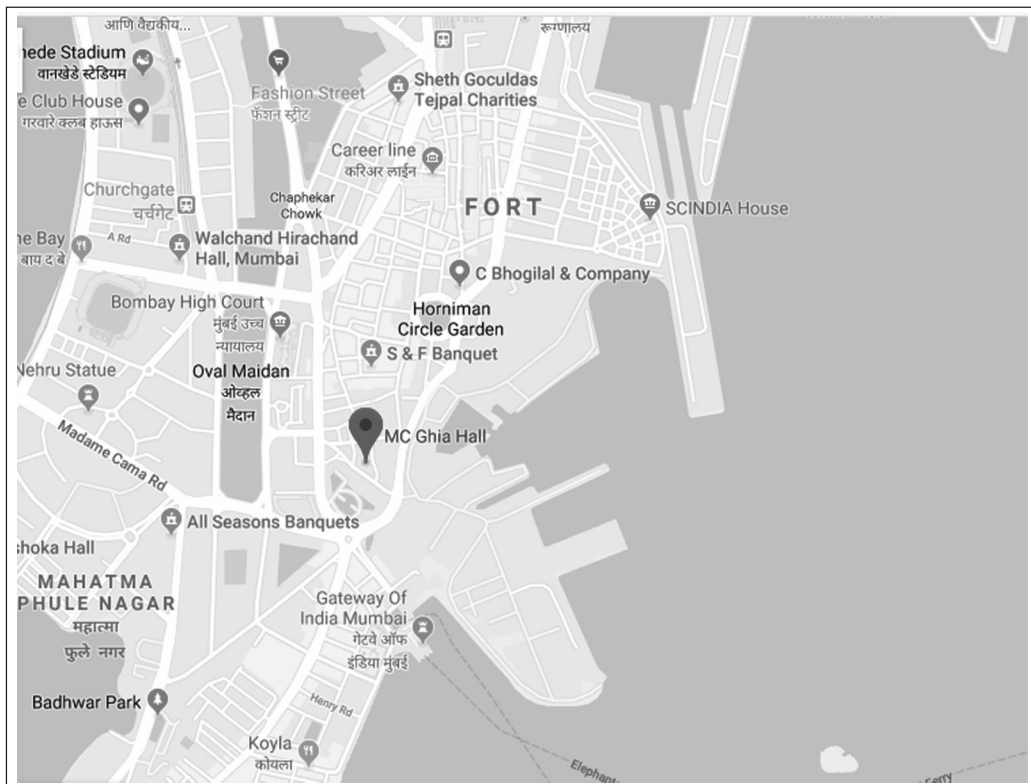 आणि वैद्यकीय...
रूग्णालय
hede Stadium
वानखेडे स्टेडियम
Fashion Street
फॅशन स्ट्रीट
Sheth Goculdas
Tejpal Charities
e Club House
गरवारे क्लब हाऊस
Career line
करिअर लाईन
Churchgate
चर्चगेट
Chaphekar
Chowk
FORT
SCINDIA House
A Rd
ne Bay
बाय द बे
Walchand Hirachand
Hall, Mumbai
C Bhogilal & Company
Bombay High Court
मुंबई उच्च
न्यायालय
Horniman
Circle Garden
S & F Banquet
Oval Maidan
ओव्हल
मैदान
Nehru Statue
Madame Cama Rd
MC Ghia Hall
All Seasons Banquets
shoka Hall
MAHATMA
PHULE NAGAR
महात्मा
फुले नगर
Gateway Of
India Mumbai
गेटवे ऑफ
इंडिया मुंबई
Badhwar Park
Henry Rd
Koyla
कोयला
Elephant
Ferry